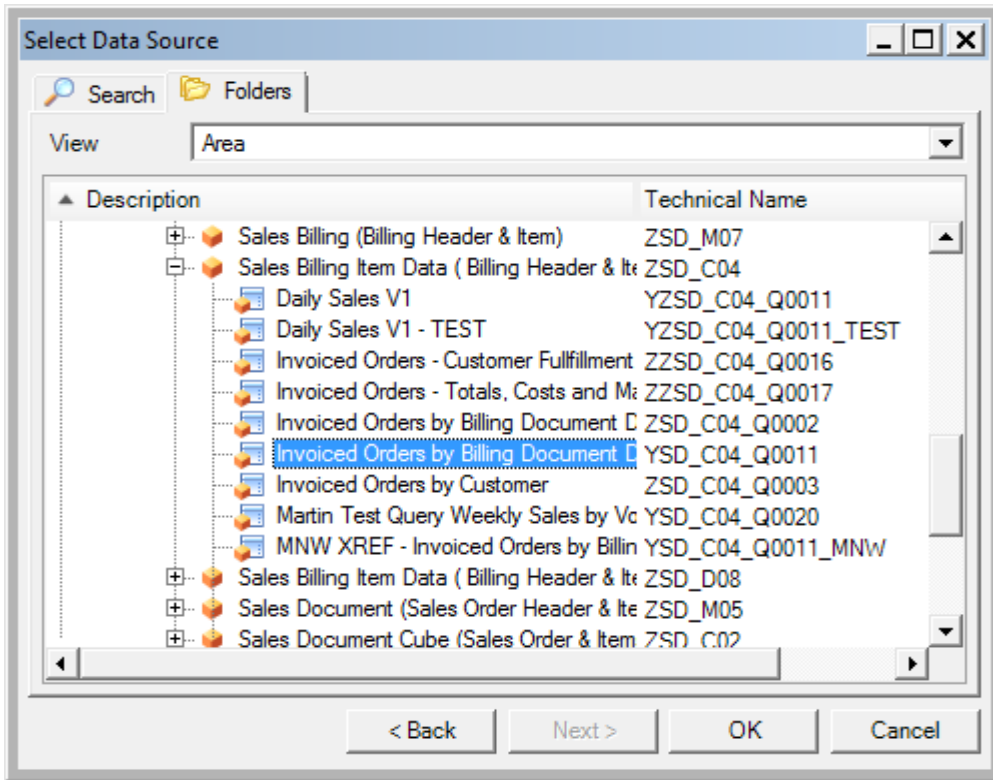 Select Data Source
Search Folders
View Area
Description Technical Name
Sales Billing (Billing Header & Item) ZSD_M07
Sales Billing Item Data ( Billing Header & Ite ZSD_C04
Daily Sales V1 YZSD_C04_Q0011
Daily Sales V1 - TEST YZSD_C04_Q0011_TEST
Invoiced Orders - Customer Fullfillment ZZSD_C04_Q0016
Invoiced Orders - Totals, Costs and Ma ZZSD_C04_Q0017
Invoiced Orders by Billing Document D ZSD_C04_Q0002
Invoiced Orders by Billing Document D YSD_C04_Q0011
Invoiced Orders by Customer ZSD_C04_Q0003
Martin Test Query Weekly Sales by Vo YSD_C04_Q0020
MNW XREF - Invoiced Orders by Billin YSD_C04_Q0011_MNW
Sales Billing Item Data ( Billing Header & Ite ZSD_D08
Sales Document (Sales Order Header & Ite ZSD_M05
Sales Document Cube (Sales Order & Item ZSD_C02
< Back Next > OK Cancel